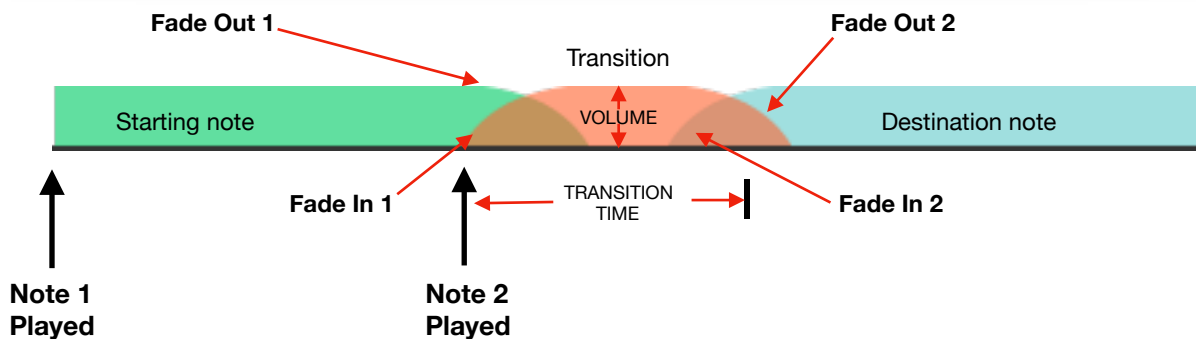 Fade Out 1
Fade Out 2
Transition
Starting note
VOLUME
Destination note
Fade In 1
TRANSITION
TIME
Fade In 2
Note 1
Played
Note 2
Played